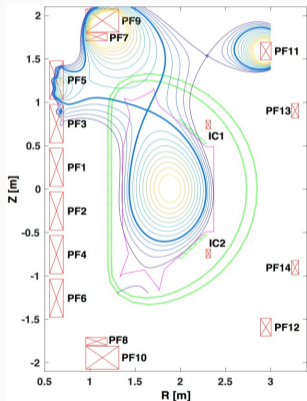 2
PF9
PF7
PF11
1.5
PF5
1
PF13
PF3
IC1
0.5
PF1
Z [m]
0
PF2
-0.5
IC2
PF4
PF14
-1
PF6
-1.5
PF12
PF8
PF10
-2
0.5 1 1.5 2 2.5 3
R [m]